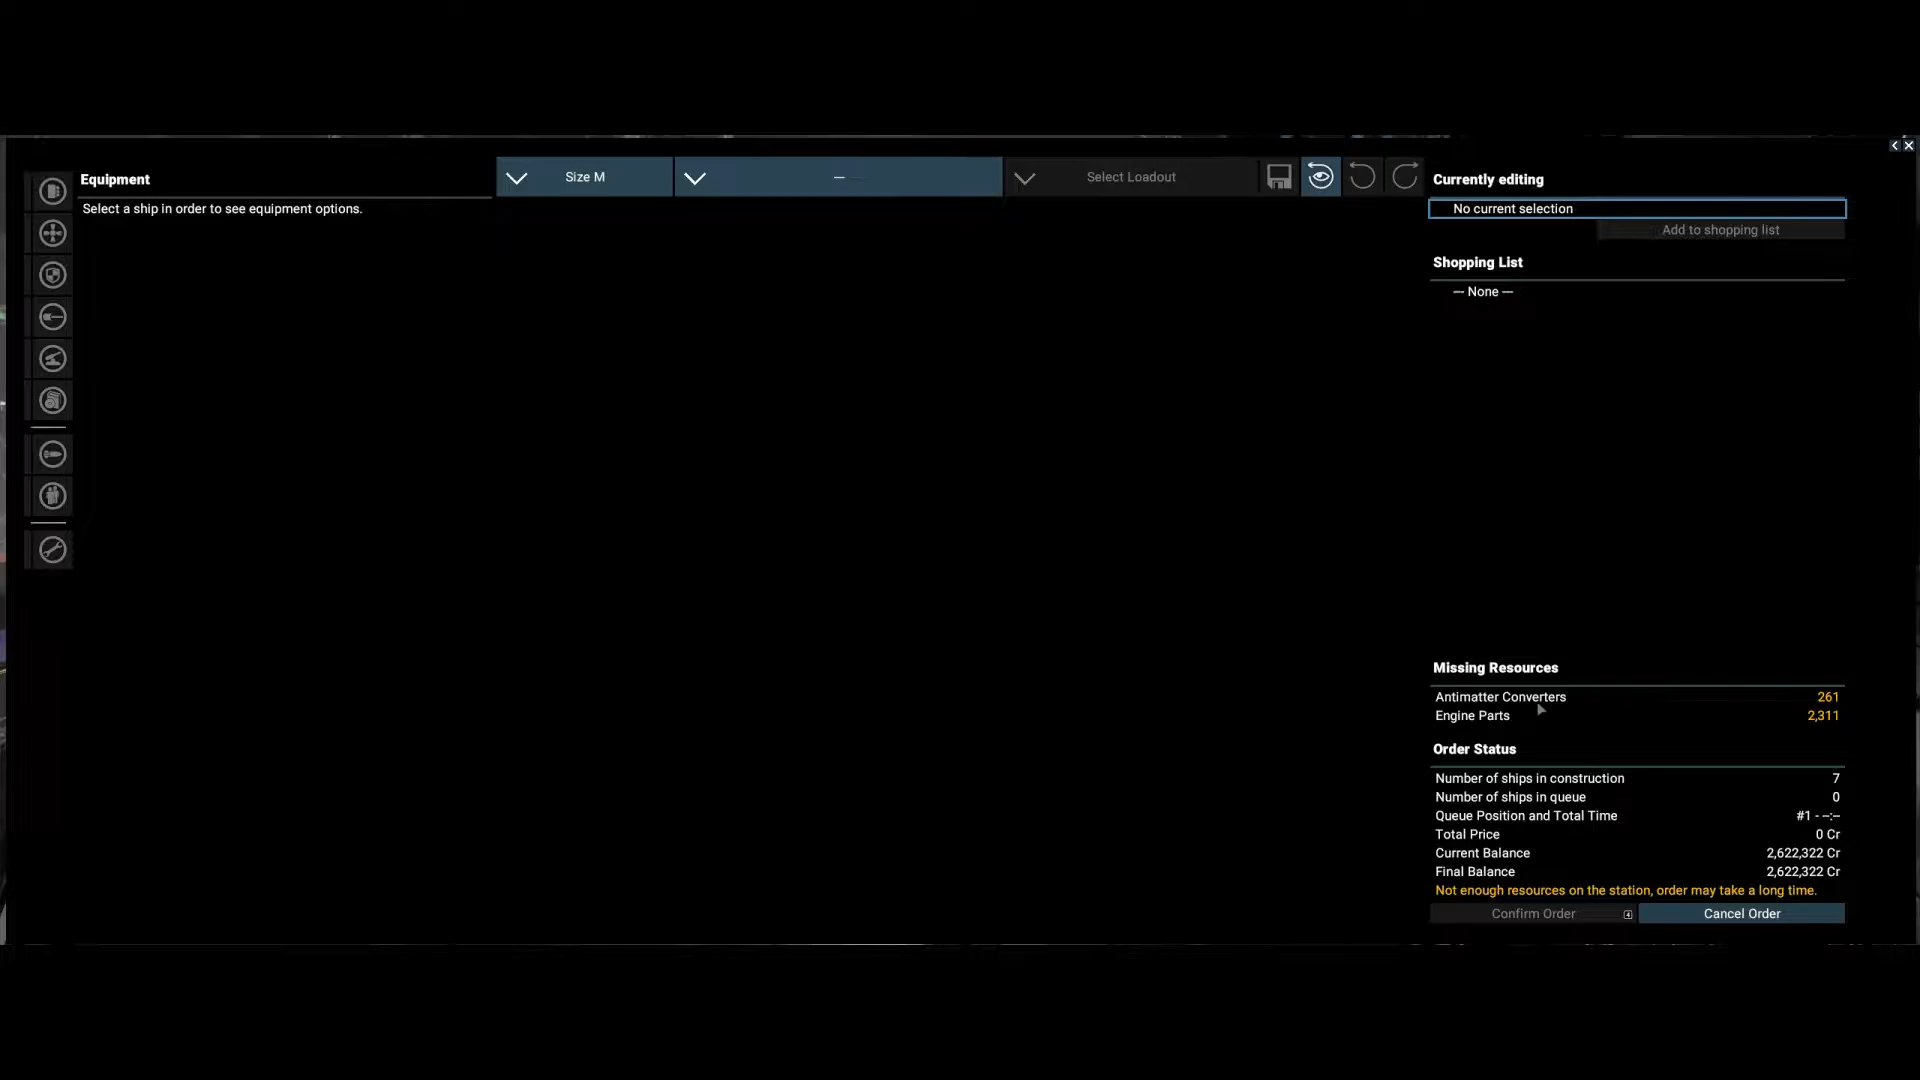 Equipment
Select a ship in order to see equipment options.
Size M
—
Select Loadout
Currently editing
No current selection
Add to shopping list
Shopping List
— None —
Missing Resources
Antimatter Converters 261
Engine Parts 2,311
Order Status
Number of ships in construction 7
Number of ships in queue 0
Queue Position and Total Time #1 - --:--
Total Price 0 Cr
Current Balance 2,622,322 Cr
Final Balance 2,622,322 Cr
Not enough resources on the station, order may take a long time.
Confirm Order
Cancel Order